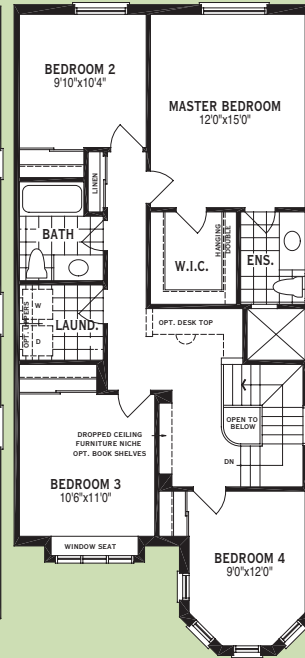 BEDROOM 2
9'10"x10'4"
MASTER BEDROOM
12'0"x15'0"
LINEN
BATH
W.I.C.
HANGING
DOUBLE
ENS.
OPT. UPPERS
W
D
LAUND.
OPT. DESK TOP
OPEN TO
BELOW
DROPPED CEILING
FURNITURE NICHE
OPT. BOOK SHELVES
DN
BEDROOM 3
10'6"x11'0"
WINDOW SEAT
BEDROOM 4
9'0"x12'0"